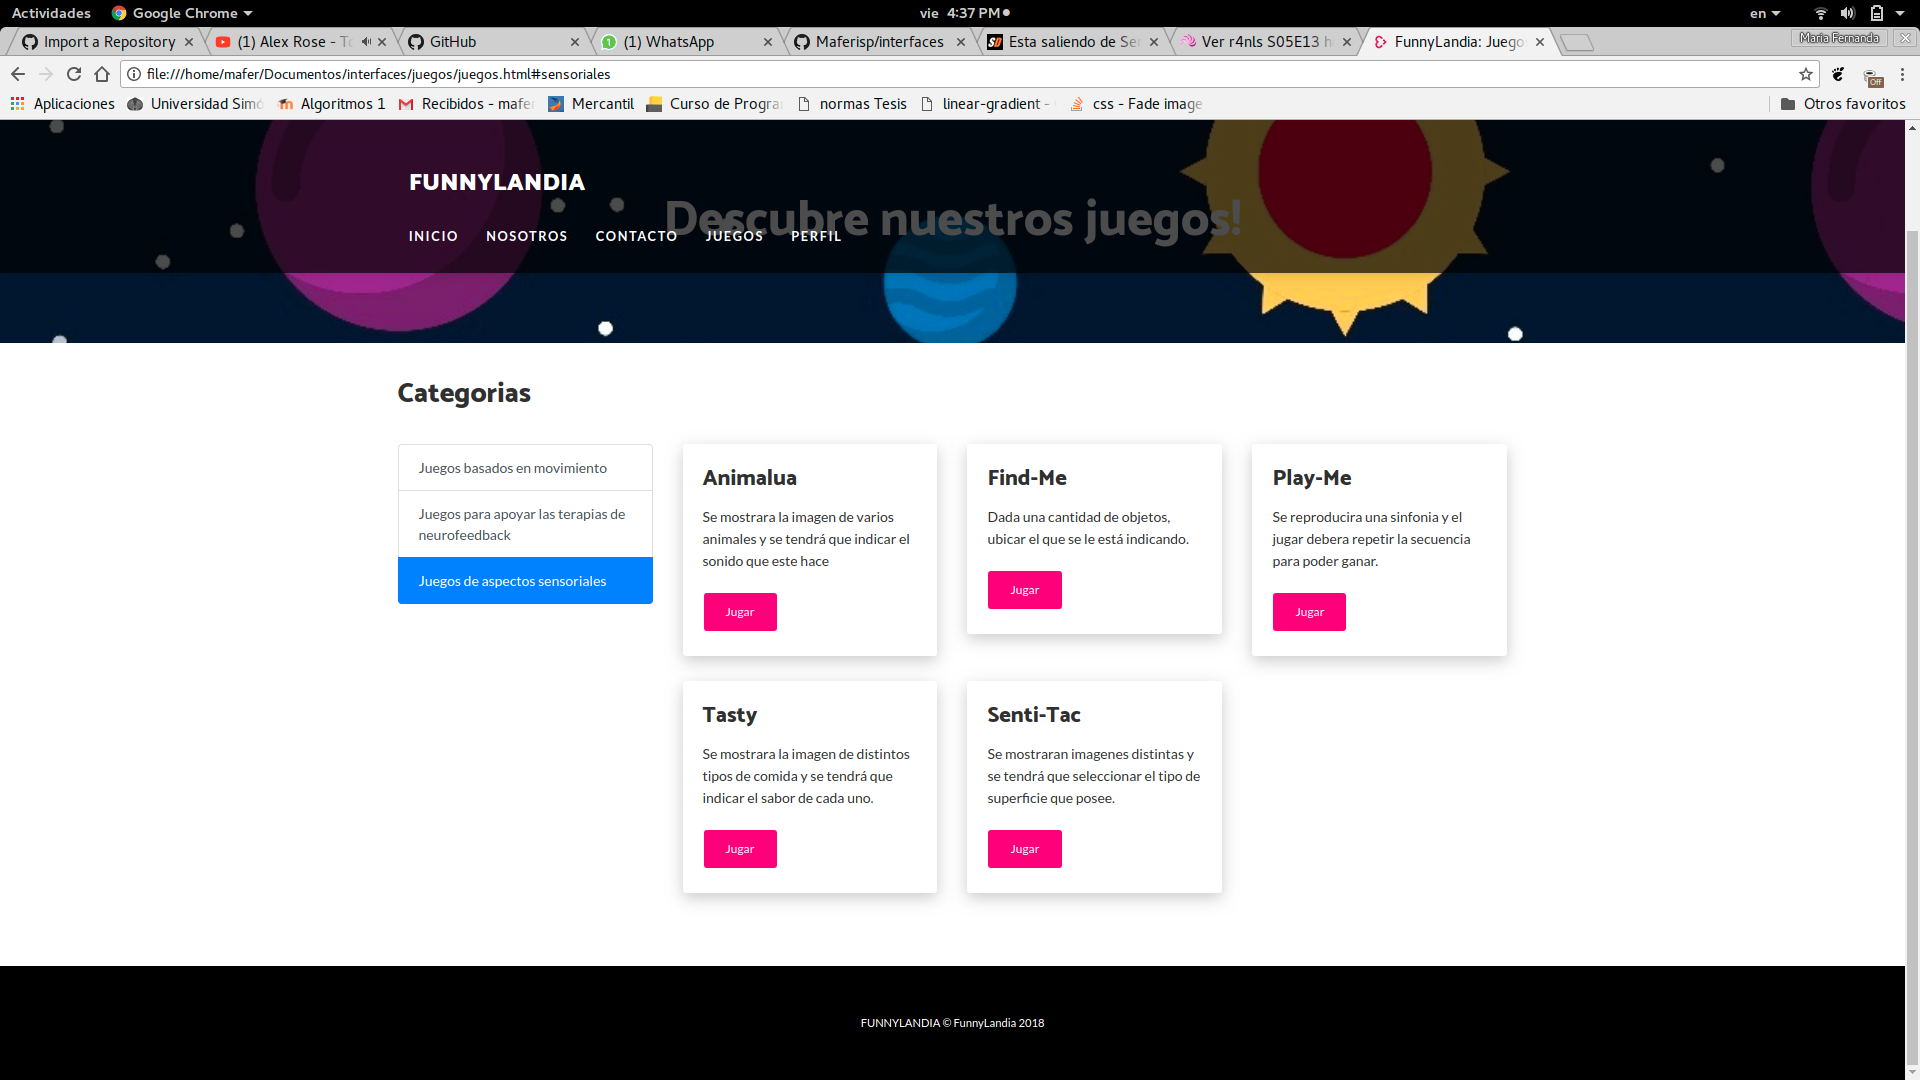 Actividades Google Chrome vie 4:37 PM en
Import a Repository (1) Alex Rose - GitHub (1) WhatsApp Maferisp/interfaces Esta saliendo de Ver r4nls S05E13 FunnyLandia: Juego Maria Fernanda
file:///home/mafer/Documentos/interfaces/juegos/juegos.html#sensoriales
Off
Aplicaciones Universidad Simó Algoritmos 1 Recibidos - mafer Mercantil Curso de Progra normas Tesis linear-gradient - css - Fade image Otros favoritos
FUNNYLANDIA
Descubre nuestros juegos!
INICIO NOSOTROS CONTACTO JUEGOS PERFIL
Categorias
Juegos basados en movimiento
Juegos para apoyar las terapias de
neurofeedback
Juegos de aspectos sensoriales
Animalua
Se mostrara la imagen de varios
animales y se tendrá que indicar el
sonido que este hace
Jugar
Find-Me
Dada una cantidad de objetos,
ubicar el que se le está indicando.
Jugar
Play-Me
Se reproducira una sinfonia y el
jugar debera repetir la secuencia
para poder ganar.
Jugar
Tasty
Se mostrara la imagen de distintos
tipos de comida y se tendrá que
indicar el sabor de cada uno.
Jugar
Senti-Tac
Se mostraran imagenes distintas y
se tendrá que seleccionar el tipo de
superficie que posee.
Jugar
FUNNYLANDIA © FunnyLandia 2018